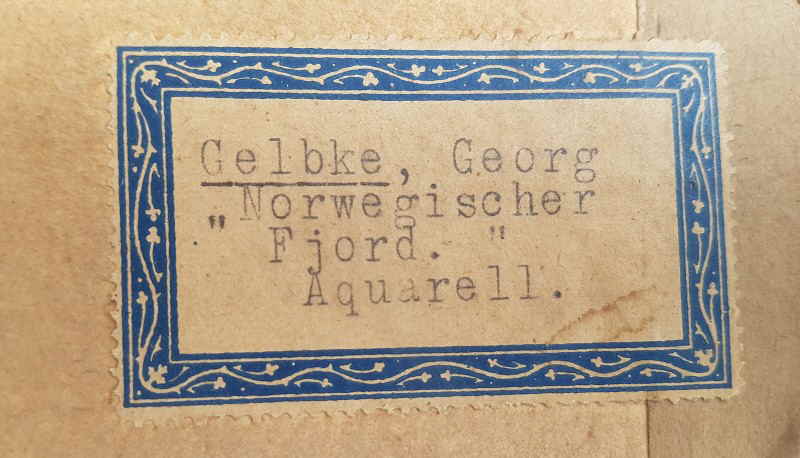 Gelbke, Georg
„Norwegischer
Fjord. "
Aquarell.